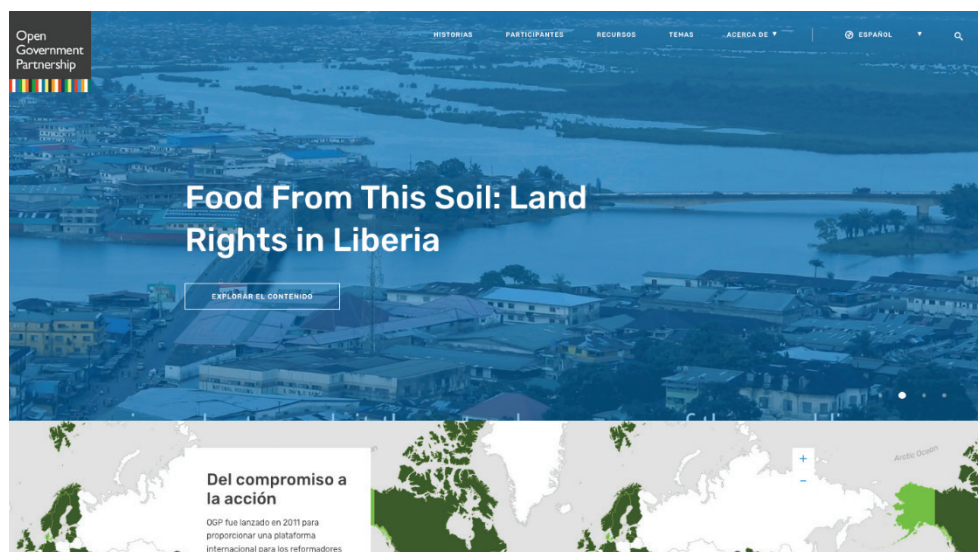 Open
Government
Partnership
HISTORIAS PARTICIPANTES RECURSOS TEMAS ACERCA DE ▼ ESPAÑOL ▼
Food From This Soil: Land
Rights in Liberia
EXPLORAR EL CONTENIDO
Del compromiso a
la acción
OGP fue lanzado en 2011 para
proporcionar una plataforma
internacional para los reformadores
+
−
Arctic Ocean